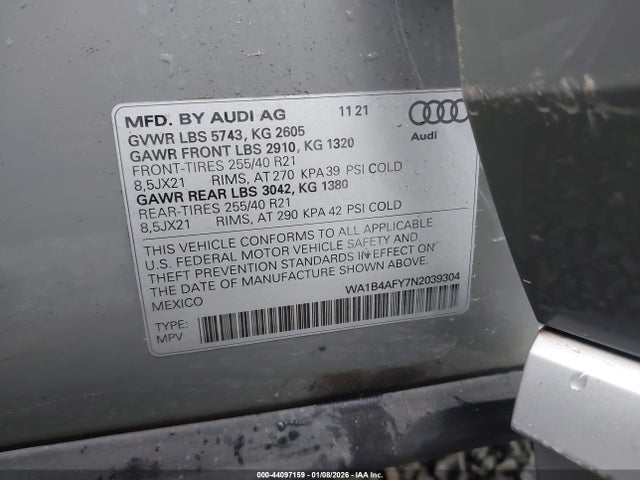 MFD. BY AUDI AG 11 21
GVWR LBS 5743, KG 2605
GAWR FRONT LBS 2910, KG 1320
FRONT-TIRES 255/40 R21
8,5JX21 RIMS, AT 270 KPA 39 PSI COLD
GAWR REAR LBS 3042, KG 1380
REAR-TIRES 255/40 R21
8,5JX21 RIMS, AT 290 KPA 42 PSI COLD
Audi
THIS VEHICLE CONFORMS TO ALL APPLICABLE
U.S. FEDERAL MOTOR VEHICLE SAFETY AND
THEFT PREVENTION STANDARDS IN EFFECT ON
THE DATE OF MANUFACTURE SHOWN ABOVE.
MEXICO WA1B4AFY7N2039304
TYPE:
MPV
000-44097159 | 01/08/2026 | IAAI.COM